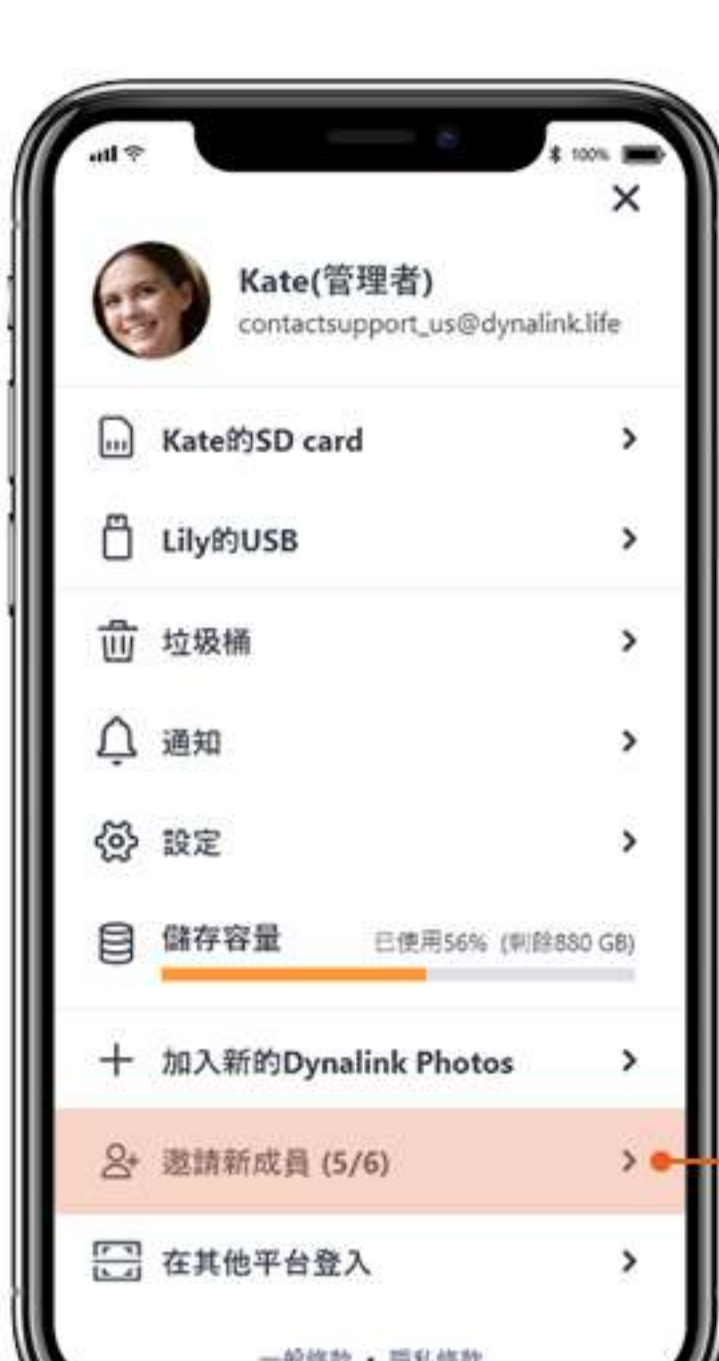 100%
Kate(管理者)
contactsupport_us@dynalink.life
Kate的SD card
Lily的USB
垃圾桶
通知
設定
儲存容量 已使用56% (剩餘880 GB)
加入新的Dynalink Photos
邀請新成員 (5/6)
在其他平台登入